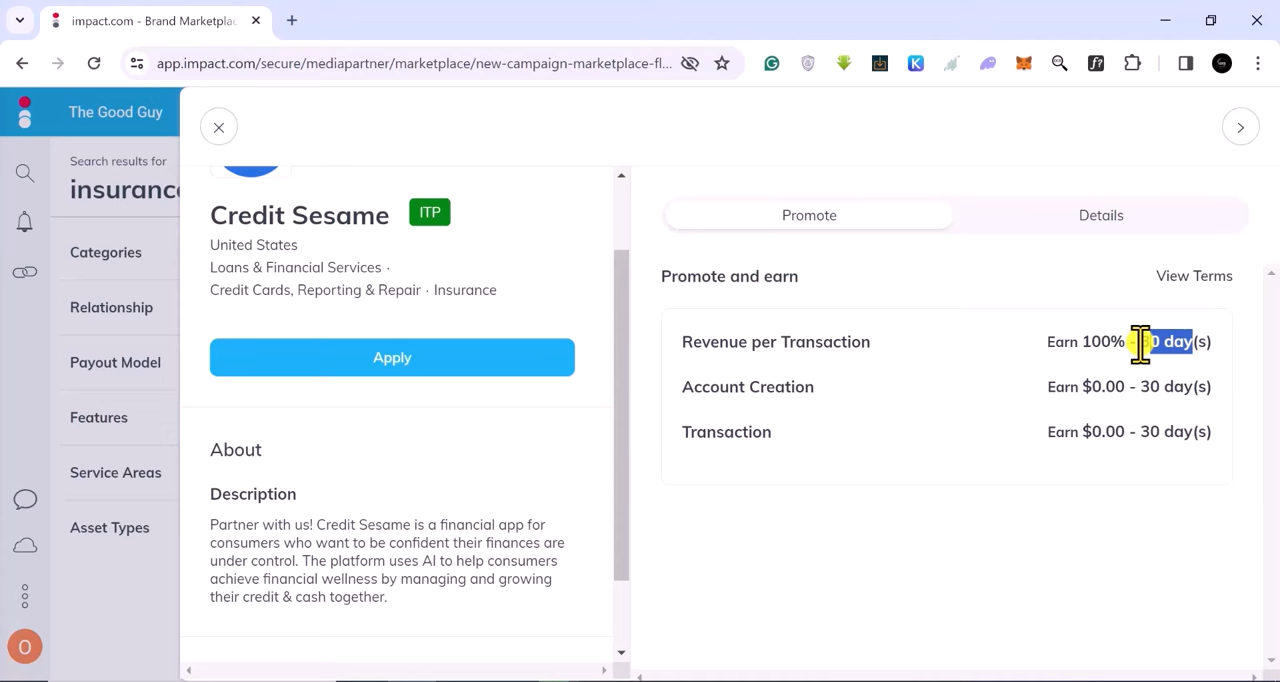 impact.com - Brand Marketplac
app.impact.com/secure/mediapartner/marketplace/new-campaign-marketplace-fl...
The Good Guy
Search results for
insurance
Categories
Relationship
Payout Model
Features
Service Areas
Asset Types
O
Credit Sesame ITP
United States
Loans & Financial Services ·
Credit Cards, Reporting & Repair · Insurance
Apply
About
Description
Partner with us! Credit Sesame is a financial app for
consumers who want to be confident their finances are
under control. The platform uses AI to help consumers
achieve financial wellness by managing and growing
their credit & cash together.
Promote Details
Promote and earn View Terms
Revenue per Transaction Earn 100% - 30 day(s)
Account Creation Earn $0.00 - 30 day(s)
Transaction Earn $0.00 - 30 day(s)